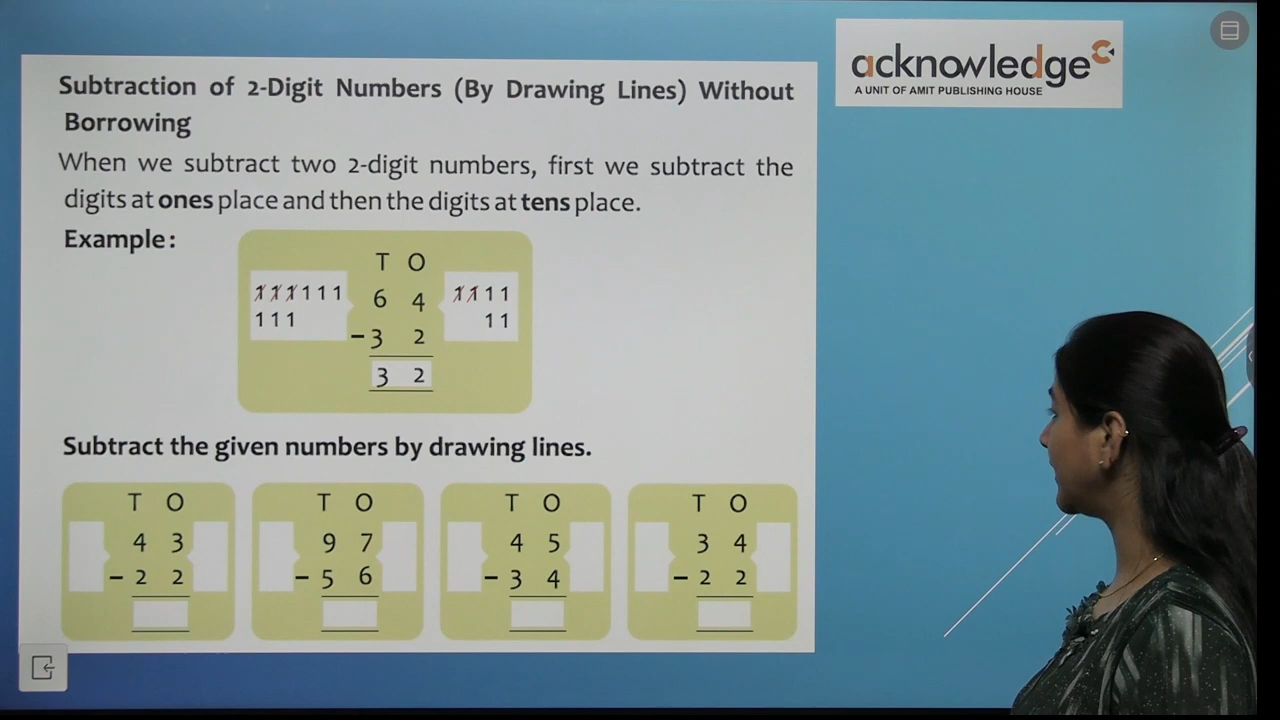 acknowledge
A UNIT OF AMIT PUBLISHING HOUSE
Subtraction of 2-Digit Numbers (By Drawing Lines) Without
Borrowing
When we subtract two 2-digit numbers, first we subtract the
digits at ones place and then the digits at tens place.
Example:
T O
111111 6 4 1111
111 11
-3 2
3 2
Subtract the given numbers by drawing lines.
T O T O T O T O
4 3 9 7 4 5 3 4
-2 2 -5 6 -3 4 -2 2